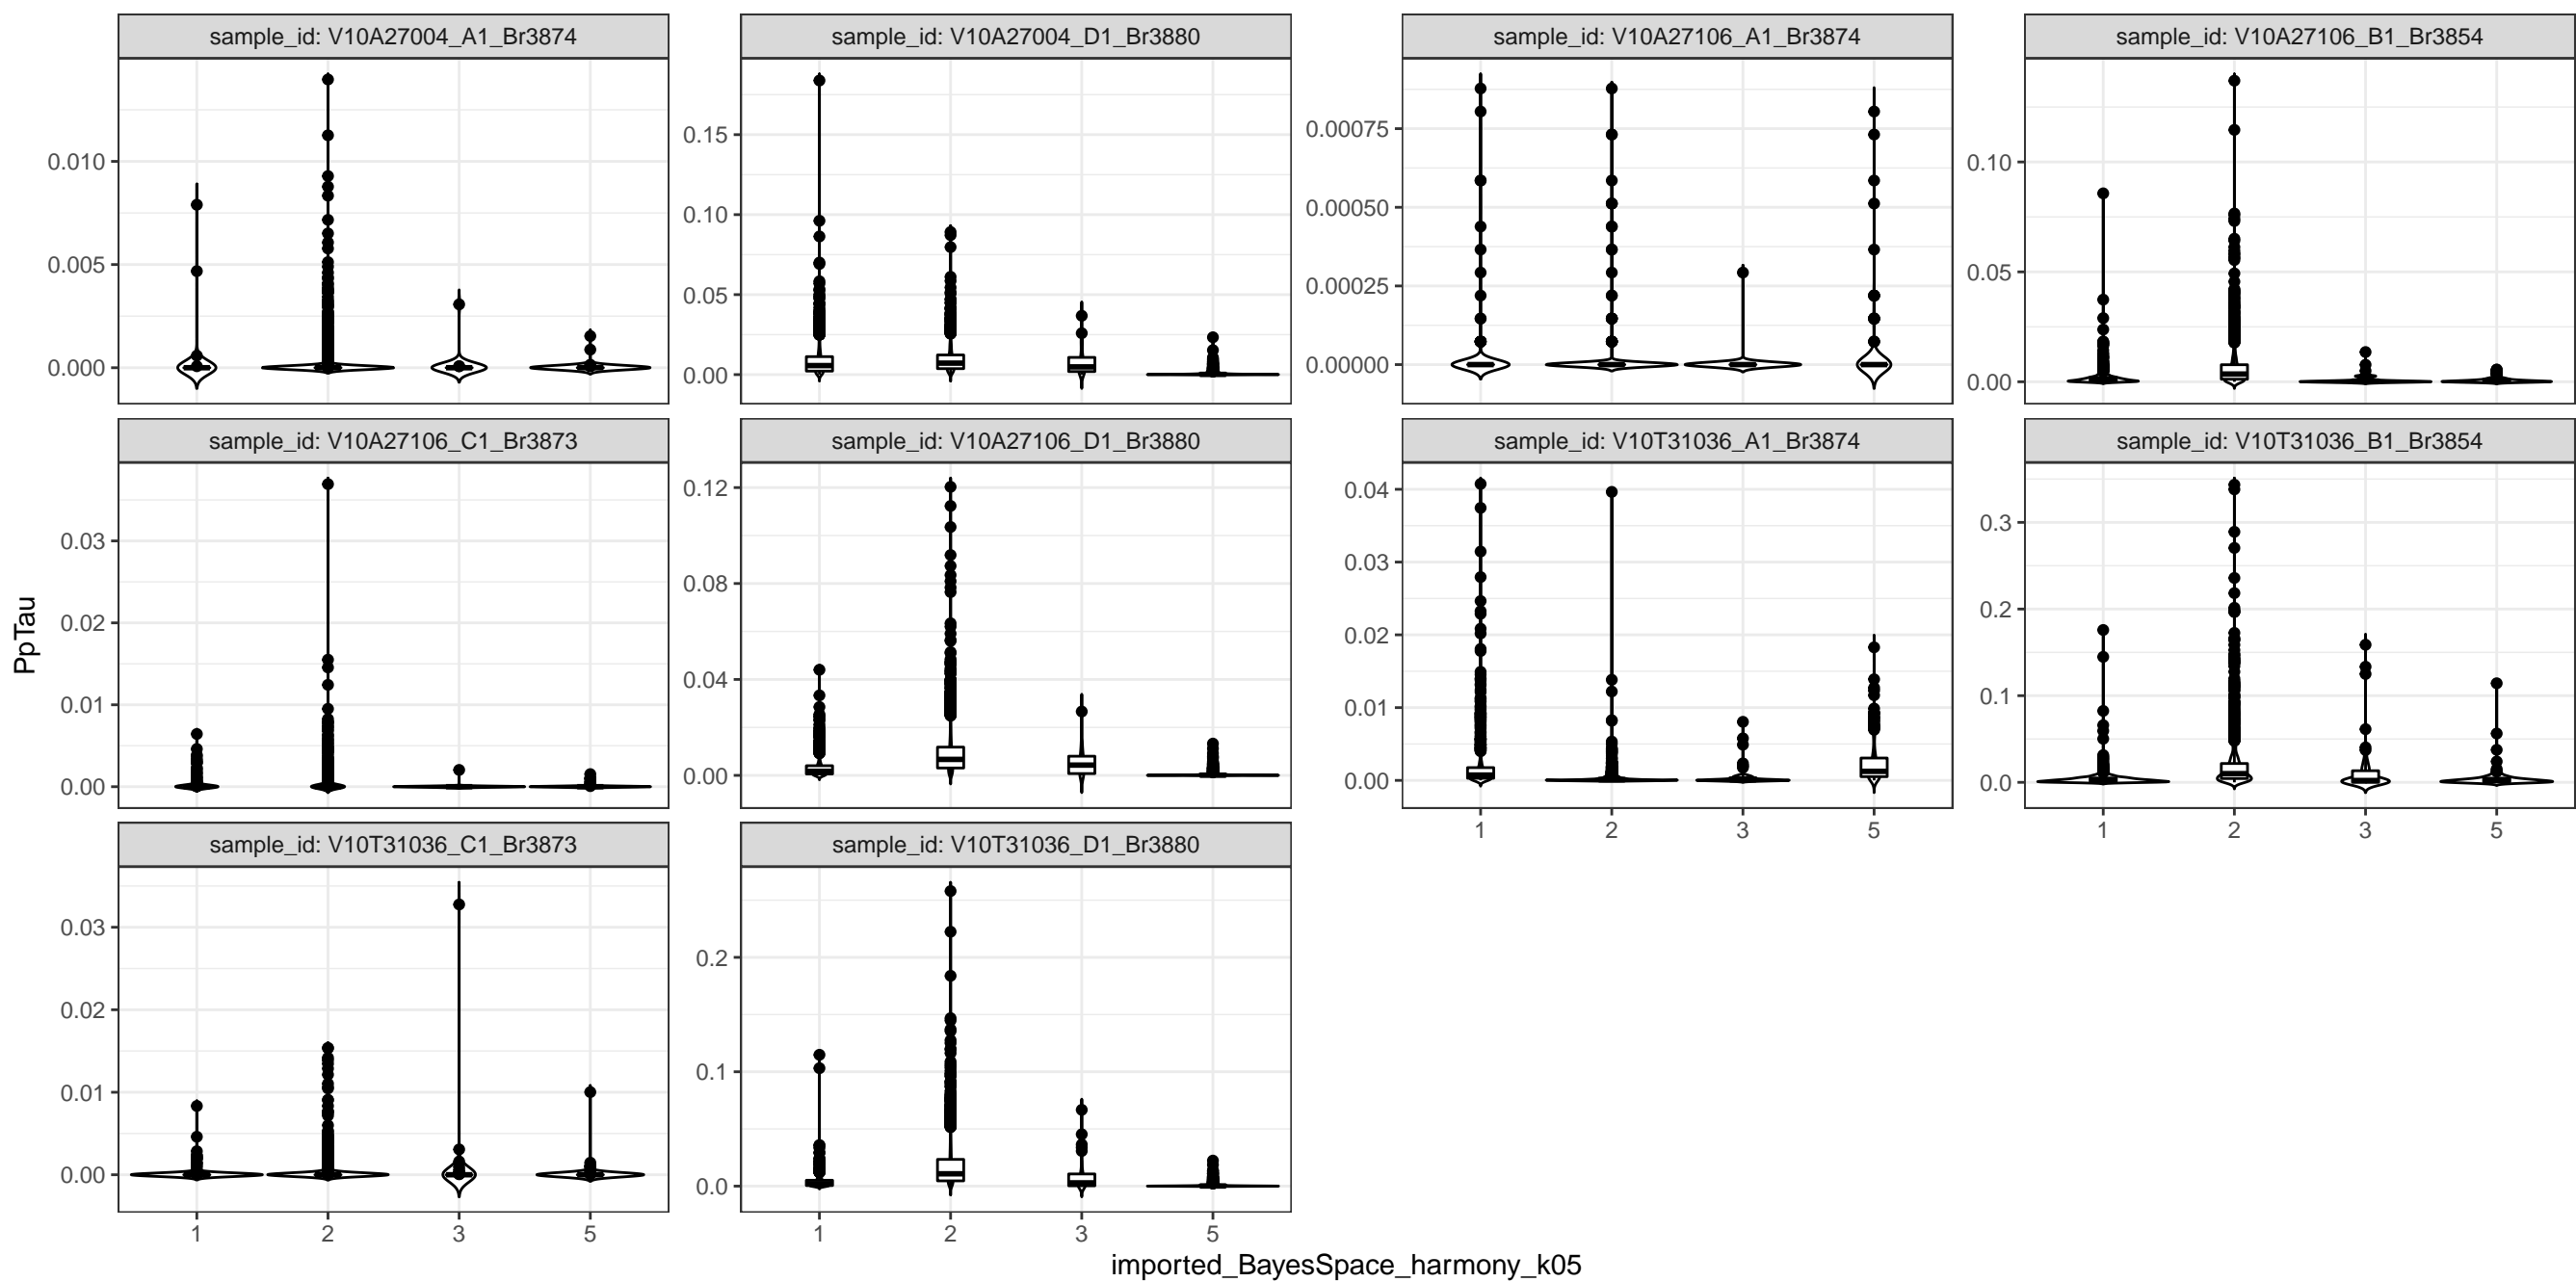 sample_id: V10A27004_A1_Br3874
sample_id: V10A27004_D1_Br3880
sample_id: V10A27106_A1_Br3874
sample_id: V10A27106_B1_Br3854
0.010
0.005
0.000
0.15
0.10
0.05
0.00
0.00075
0.00050
0.00025
0.00000
0.10
0.05
0.00
sample_id: V10A27106_C1_Br3873
sample_id: V10A27106_D1_Br3880
sample_id: V10T31036_A1_Br3874
sample_id: V10T31036_B1_Br3854
PpTau
0.03
0.02
0.01
0.00
0.12
0.08
0.04
0.00
0.04
0.03
0.02
0.01
0.00
0.3
0.2
0.1
0.0
1 2 3 5
1 2 3 5
sample_id: V10T31036_C1_Br3873
sample_id: V10T31036_D1_Br3880
0.03
0.02
0.01
0.00
0.2
0.1
0.0
1 2 3 5
1 2 3 5
imported_BayesSpace_harmony_k05